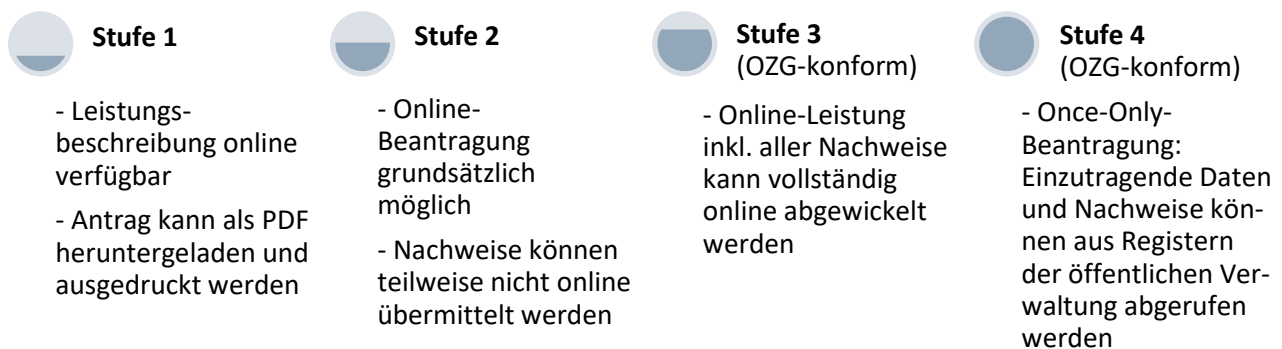 Stufe 1
- Leistungs-
beschreibung online
verfügbar
- Antrag kann als PDF
heruntergeladen und
ausgedruckt werden
Stufe 2
- Online-
Beantragung
grundsätzlich
möglich
- Nachweise können
teilweise nicht online
übermittelt werden
Stufe 3
(OZG-konform)
- Online-Leistung
inkl. aller Nachweise
kann vollständig
online abgewickelt
werden
Stufe 4
(OZG-konform)
- Once-Only-
Beantragung:
Einzutragende Daten
und Nachweise kön-
nen aus Registern
der öffentlichen Ver-
waltung abgerufen
werden